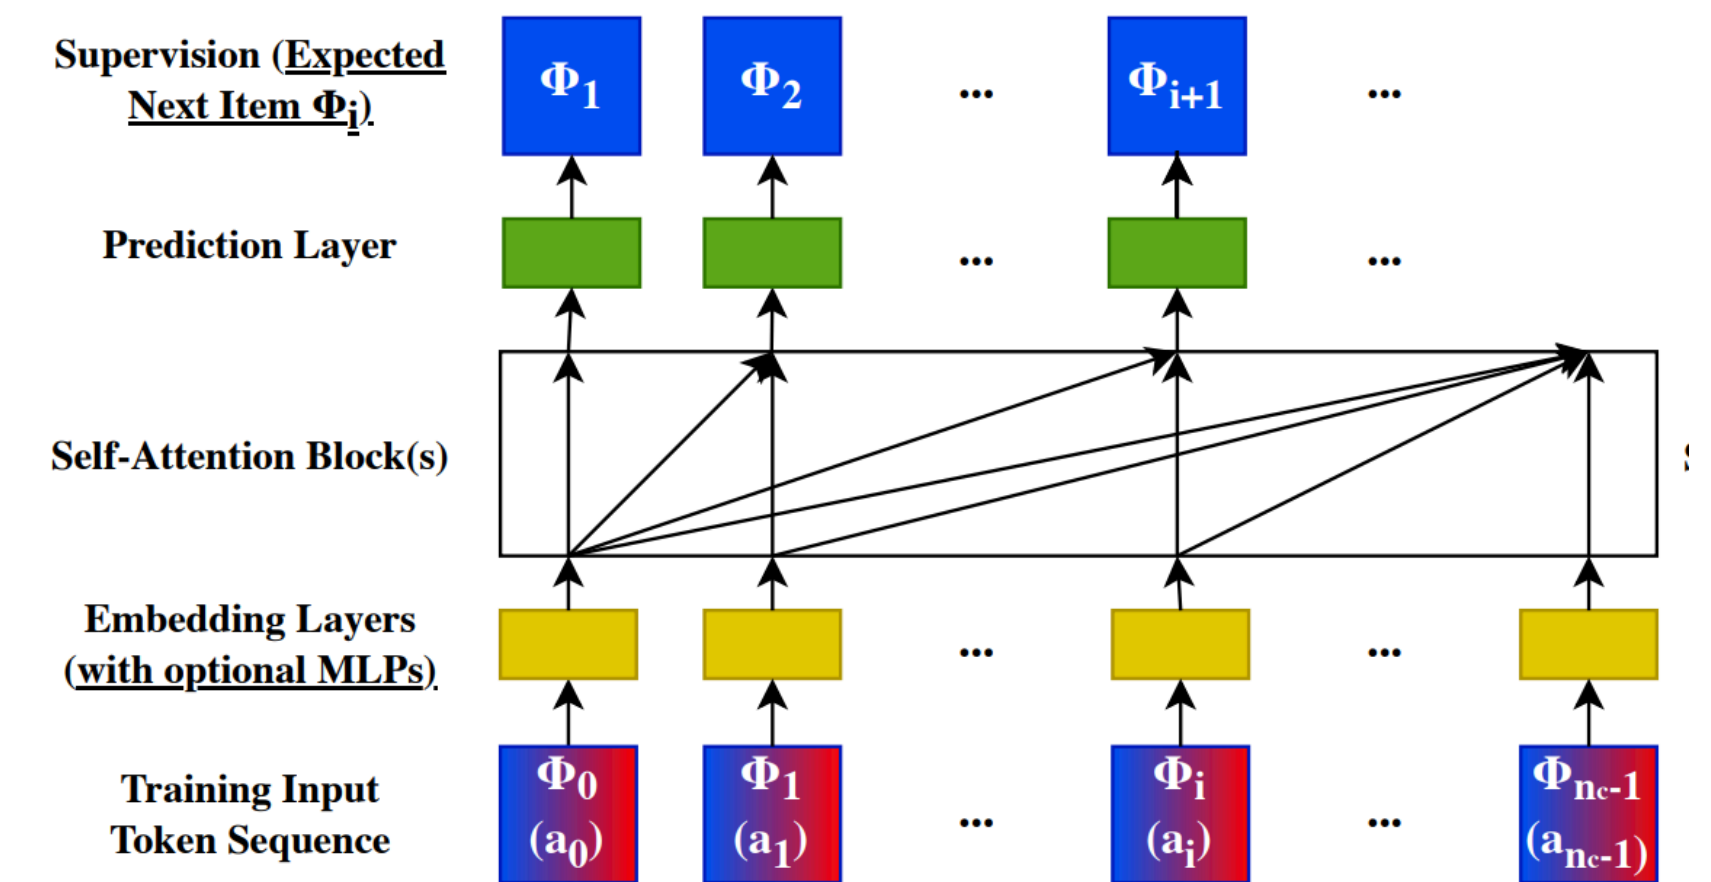 Supervision (Expected
Next Item Φi)
Φ1
Φ2
...
Φi+1
...
Prediction Layer
...
...
Self-Attention Block(s)
Embedding Layers
(with optional MLPs)
...
...
Training Input
Token Sequence
Φ0
(a0)
Φ1
(a1)
...
Φi
(ai)
...
Φnc-1
(anc-1)